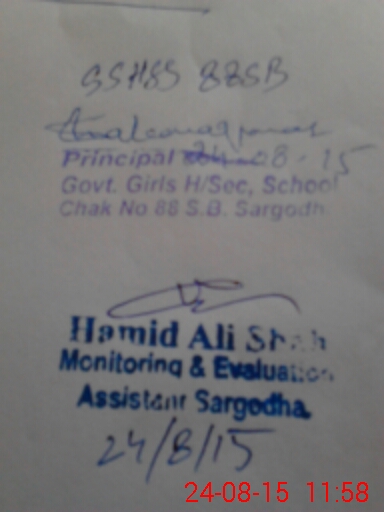 GGHSS 88SB
Principal 24-08-15
Govt. Girls H/Sec, School
Chak No 88 S.B. Sargodh
Hamid Ali Shah
Monitoring & Evaluation
Assistant Sargodha
24/8/15
24-08-15 11:58